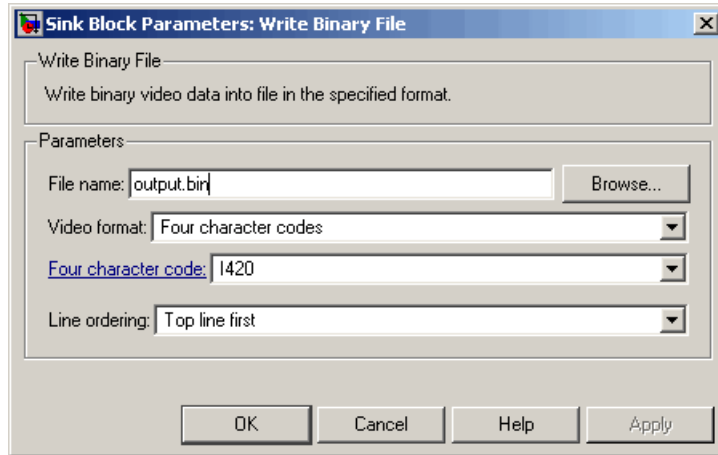 Sink Block Parameters: Write Binary File
Write Binary File
Write binary video data into file in the specified format.
Parameters
File name: output.bin Browse...
Video format: Four character codes
Four character code: I420
Line ordering: Top line first
OK Cancel Help Apply